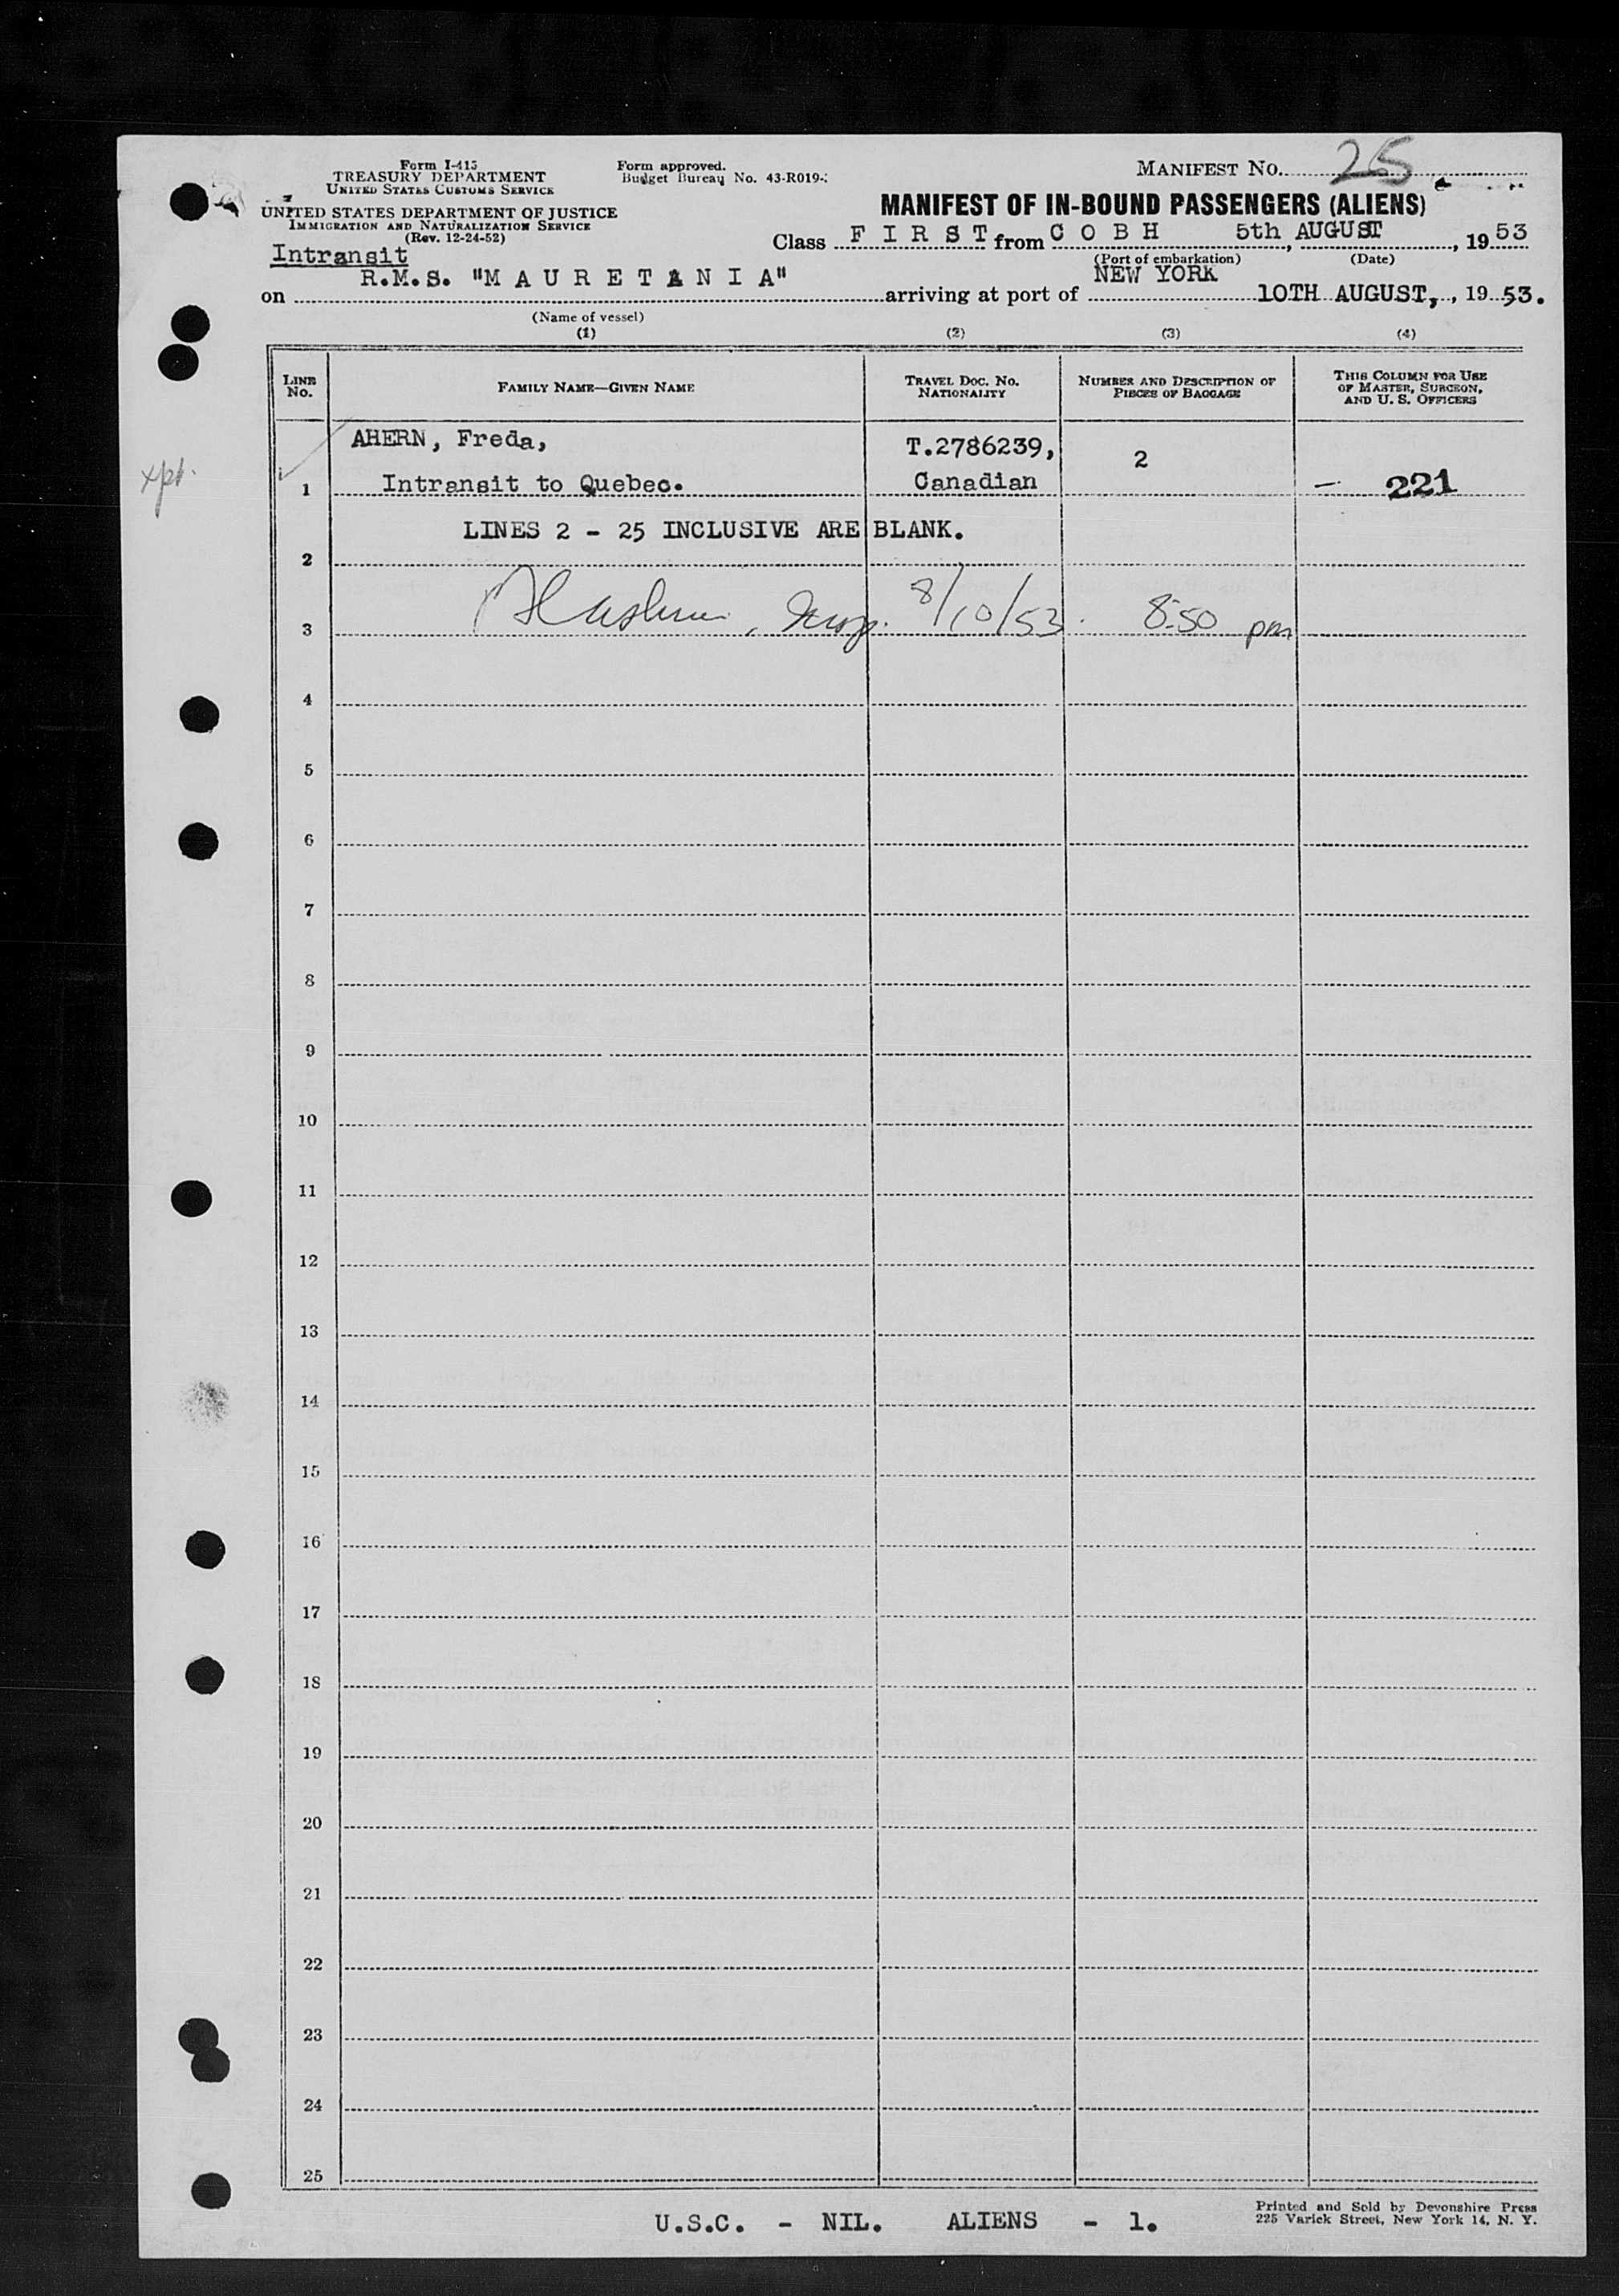 Form I-415
TREASURY DEPARTMENT
UNITED STATES CUSTOMS SERVICE
UNITED STATES DEPARTMENT OF JUSTICE
IMMIGRATION AND NATURALIZATION SERVICE
(Rev. 12-24-52)
Form approved.
Budget Bureau No. 43-R019-
MANIFEST NO. 25
MANIFEST OF IN-BOUND PASSENGERS (ALIENS)
Class FIRST from COBH 5th AUGUST, 1953
(Port of embarkation) (Date)
Intransit
on R.M.S. "MAURETANIA" arriving at port of NEW YORK 10TH AUGUST, , 1953.
(Name of vessel)
(1) (2) (3) (4)
LINE No. FAMILY NAME—GIVEN NAME TRAVEL DOC. NO. NATIONALITY NUMBER AND DESCRIPTION OF PIECES OF BAGGAGE THIS COLUMN FOR USE OF MASTER, SURGEON, AND U. S. OFFICERS
AHERN, Freda, T.2786239, 2
xpt. 1 Intransit to Quebec. Canadian – 221
LINES 2 - 25 INCLUSIVE ARE BLANK.
2
3 8/10/53. 8:50 pm
4
5
6
7
8
9
10
11
12
13
14
15
16
17
18
19
20
21
22
23
24
25
U.S.C. - NIL. ALIENS - 1.
Printed and Sold by Devonshire Press
225 Varick Street, New York 14, N. Y.